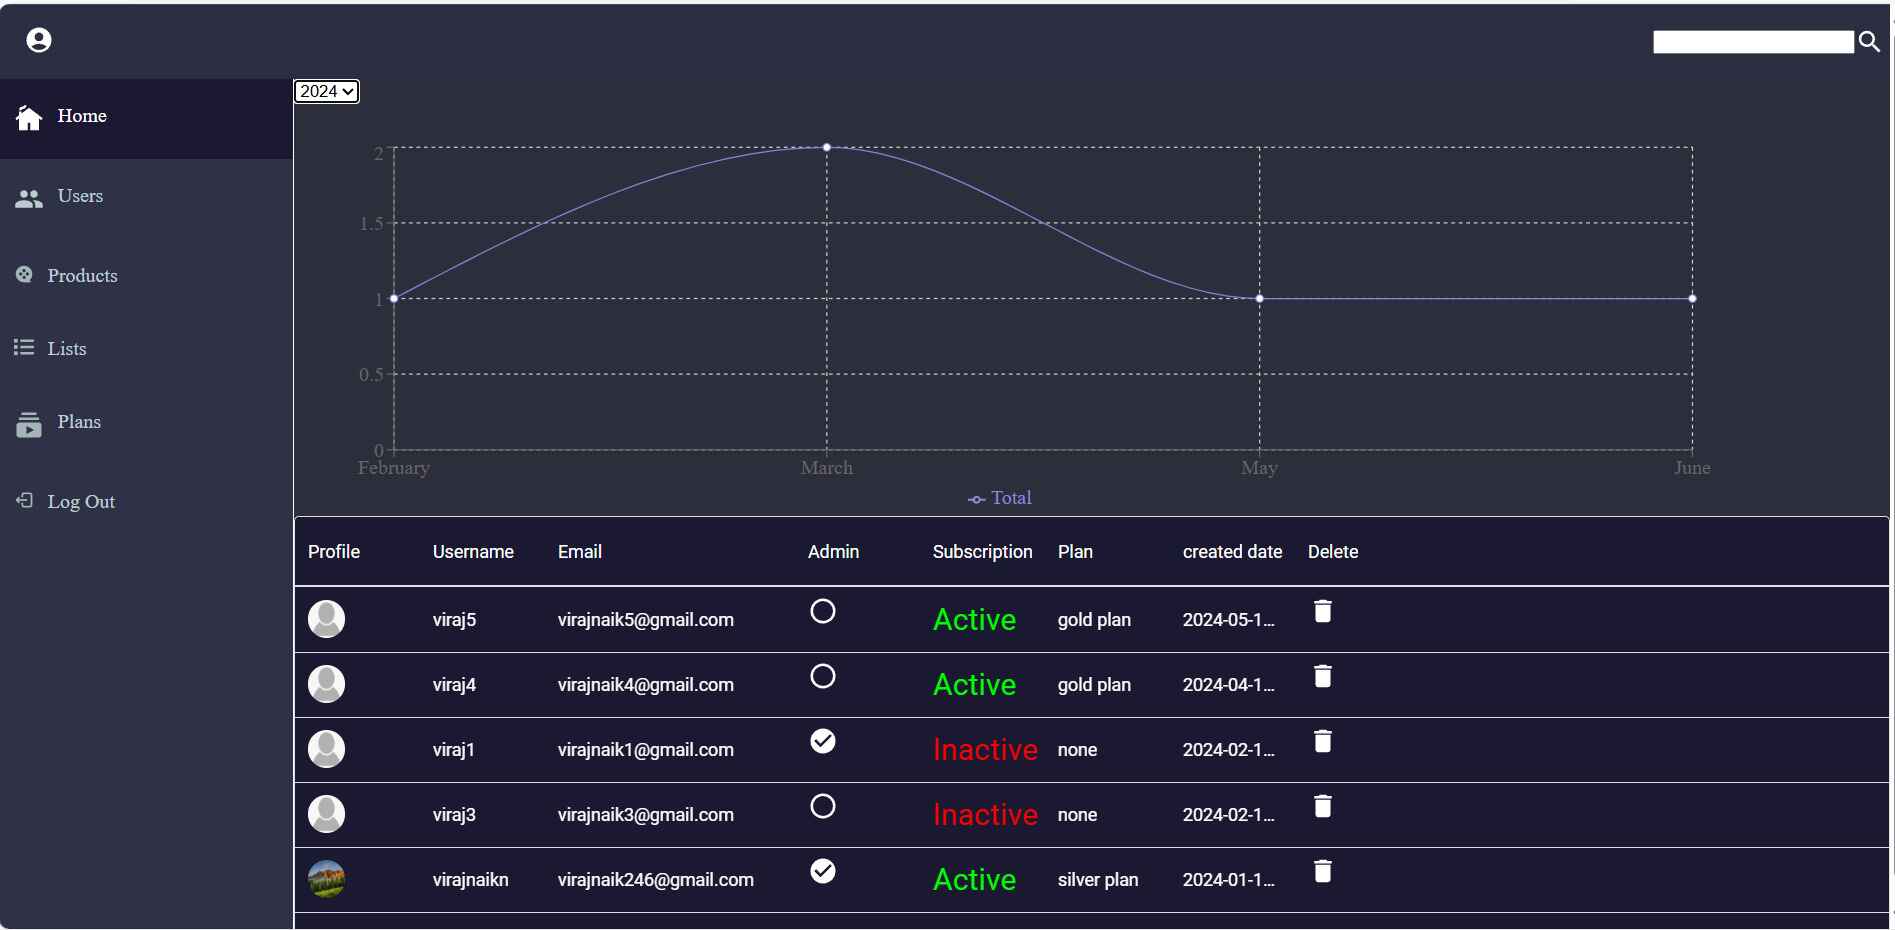 2024
Home
Users
Products
Lists
Plans
Log Out
2
1.5
1
0.5
0
February March May June
Total
Profile Username Email Admin Subscription Plan created date Delete
viraj5 virajnaik5@gmail.com Active gold plan 2024-05-1...
viraj4 virajnaik4@gmail.com Active gold plan 2024-04-1...
viraj1 virajnaik1@gmail.com Inactive none 2024-02-1...
viraj3 virajnaik3@gmail.com Inactive none 2024-02-1...
virajnaikn virajnaik246@gmail.com Active silver plan 2024-01-1...